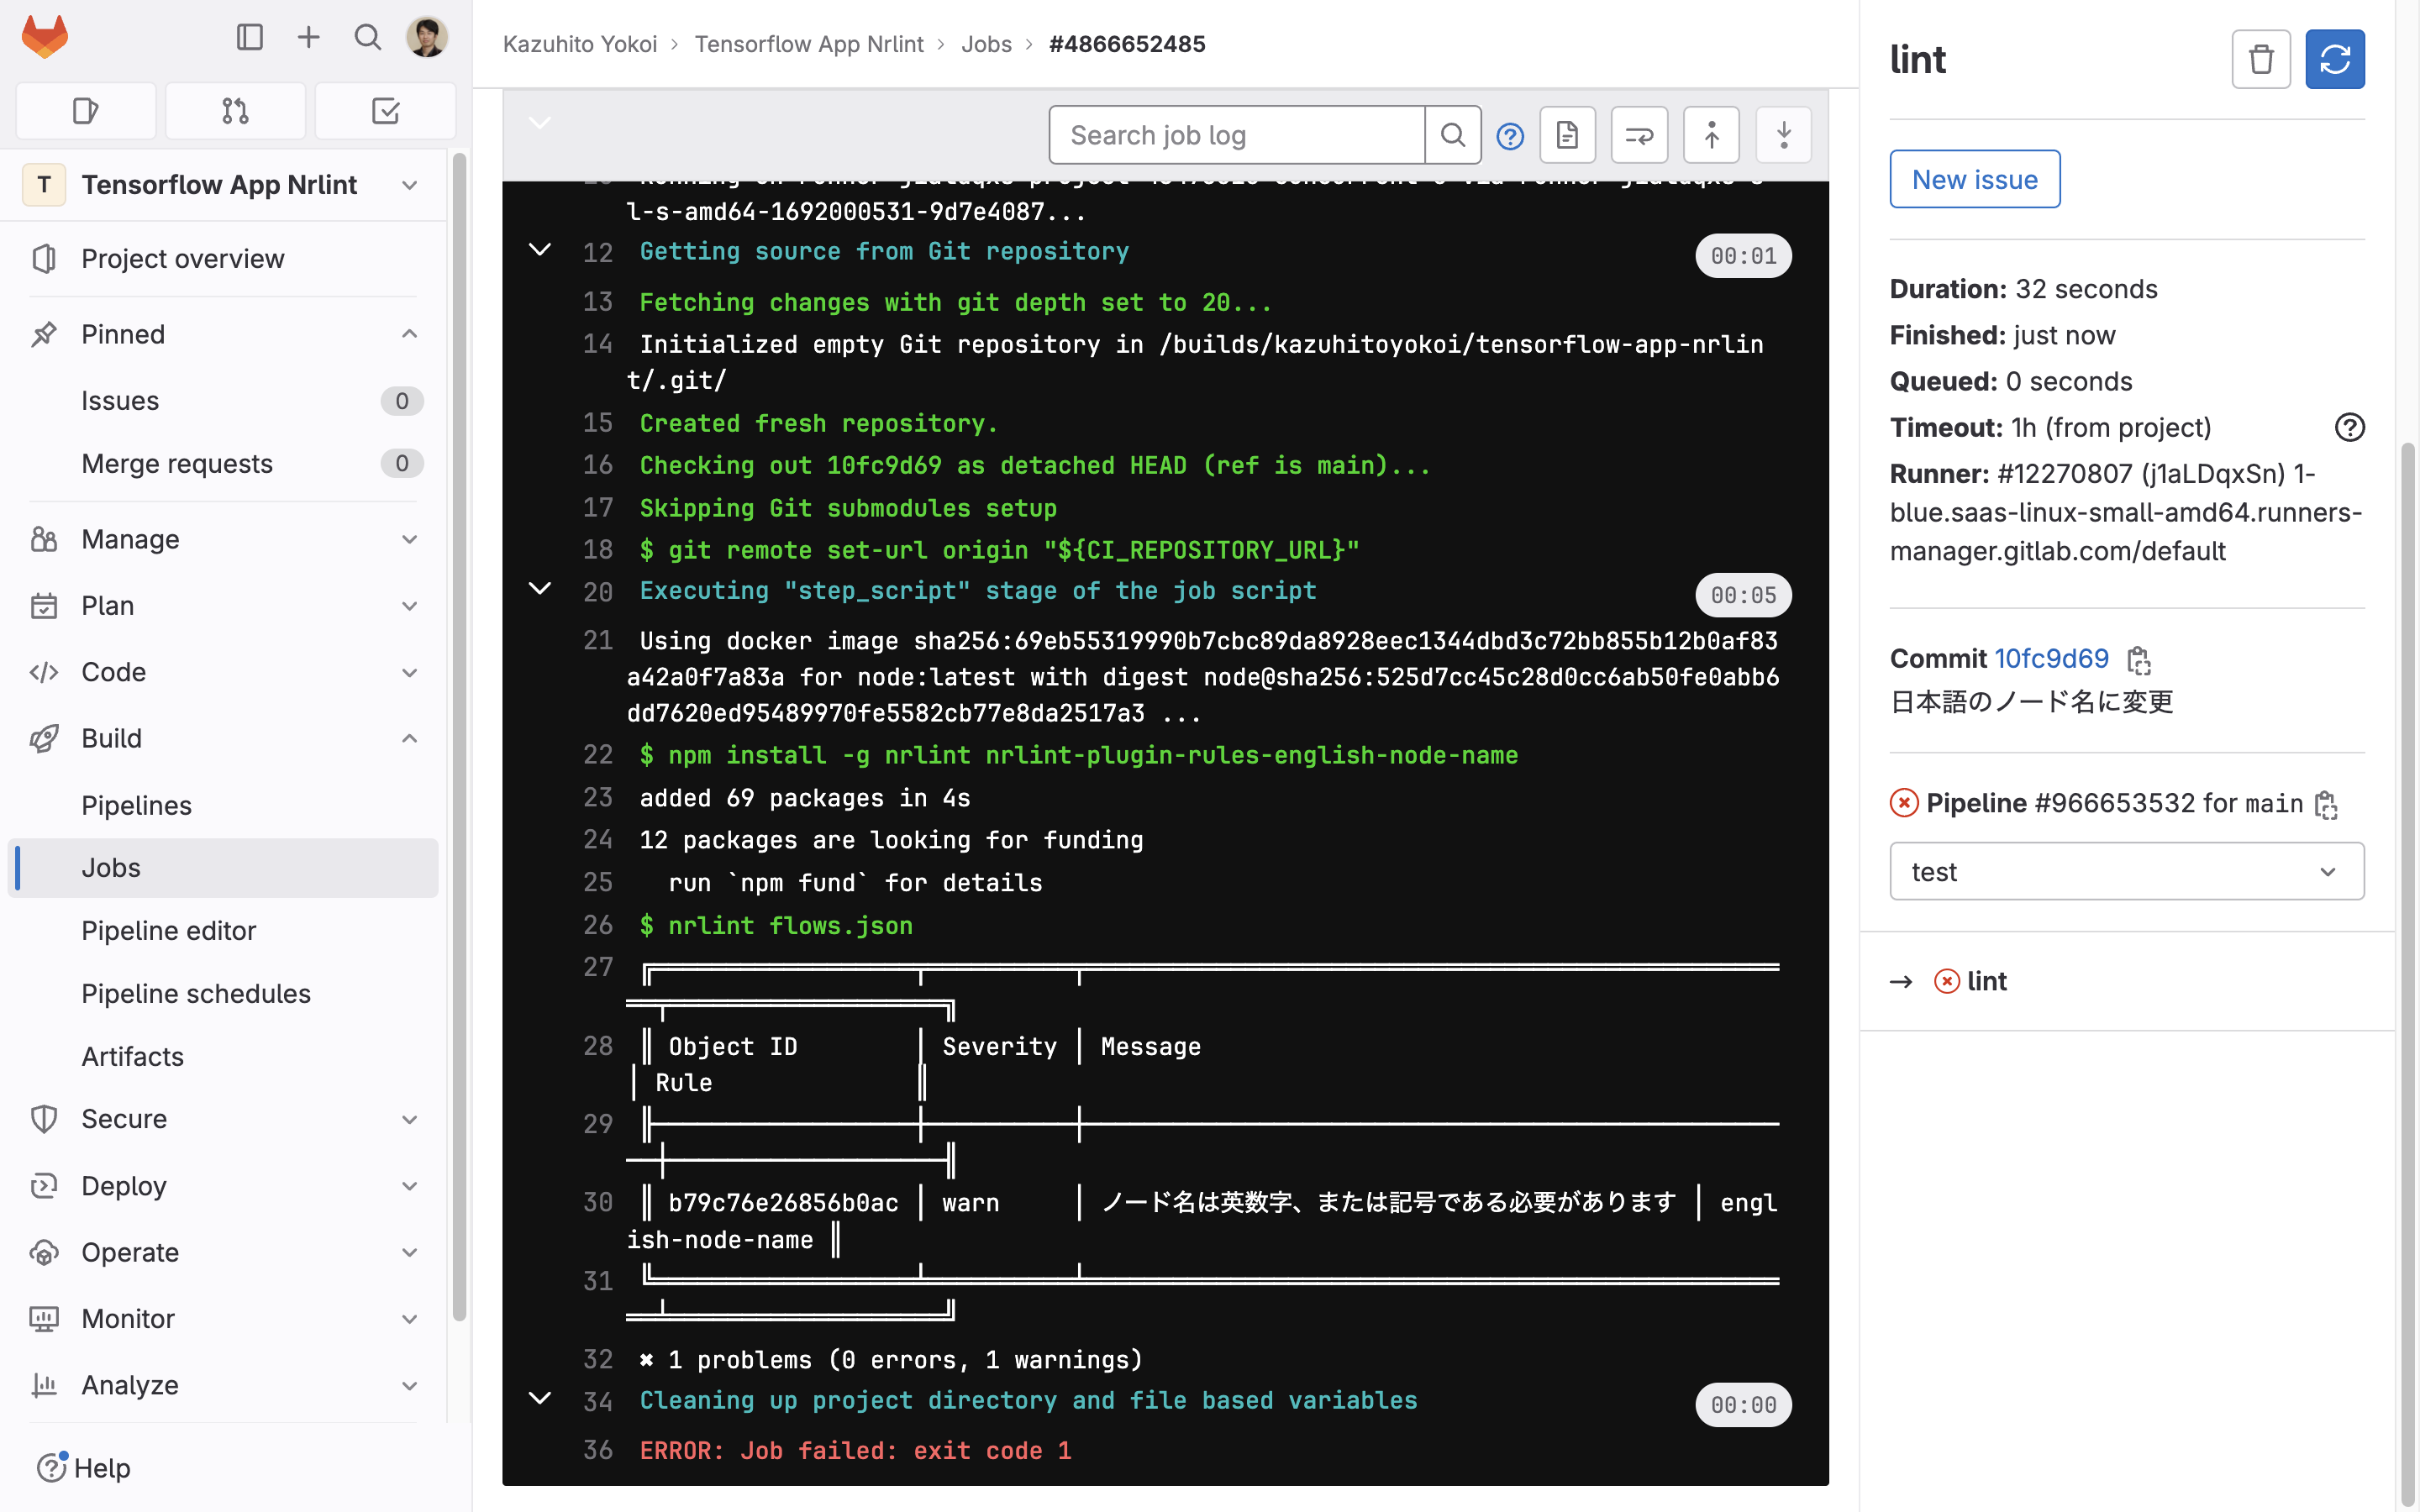 Kazuhito Yokoi › Tensorflow App Nrlint › Jobs › #4866652485
T Tensorflow App Nrlint
Project overview
Pinned
Issues 0
Merge requests 0
Manage
Plan
Code
Build
Pipelines
Jobs
Pipeline editor
Pipeline schedules
Artifacts
Secure
Deploy
Operate
Monitor
Analyze
Help
Search job log
l-s-amd64-1692000531-9d7e4087...
12 Getting source from Git repository 00:01
13 Fetching changes with git depth set to 20...
14 Initialized empty Git repository in /builds/kazuhitoyokoi/tensorflow-app-nrlin
t/.git/
15 Created fresh repository.
16 Checking out 10fc9d69 as detached HEAD (ref is main)...
17 Skipping Git submodules setup
18 $ git remote set-url origin "${CI_REPOSITORY_URL}"
20 Executing "step_script" stage of the job script 00:05
21 Using docker image sha256:69eb55319990b7cbc89da8928eec1344dbd3c72bb855b12b0af83
a42a0f7a83a for node:latest with digest node@sha256:525d7cc45c28d0cc6ab50fe0abb6
dd7620ed95489970fe5582cb77e8da2517a3 ...
22 $ npm install -g nrlint nrlint-plugin-rules-english-node-name
23 added 69 packages in 4s
24 12 packages are looking for funding
25 run `npm fund` for details
26 $ nrlint flows.json
27
28 ║ Object ID │ Severity │ Message
│ Rule ║
29
30 ║ b79c76e26856b0ac │ warn │ ノード名は英数字、または記号である必要があります │ engl
ish-node-name ║
31
32 ✖ 1 problems (0 errors, 1 warnings)
34 Cleaning up project directory and file based variables 00:00
36 ERROR: Job failed: exit code 1
lint
New issue
Duration: 32 seconds
Finished: just now
Queued: 0 seconds
Timeout: 1h (from project)
Runner: #12270807 (j1aLDqxSn) 1-
blue.saas-linux-small-amd64.runners-
manager.gitlab.com/default
Commit 10fc9d69
日本語のノード名に変更
Pipeline #966653532 for main
test
→ lint